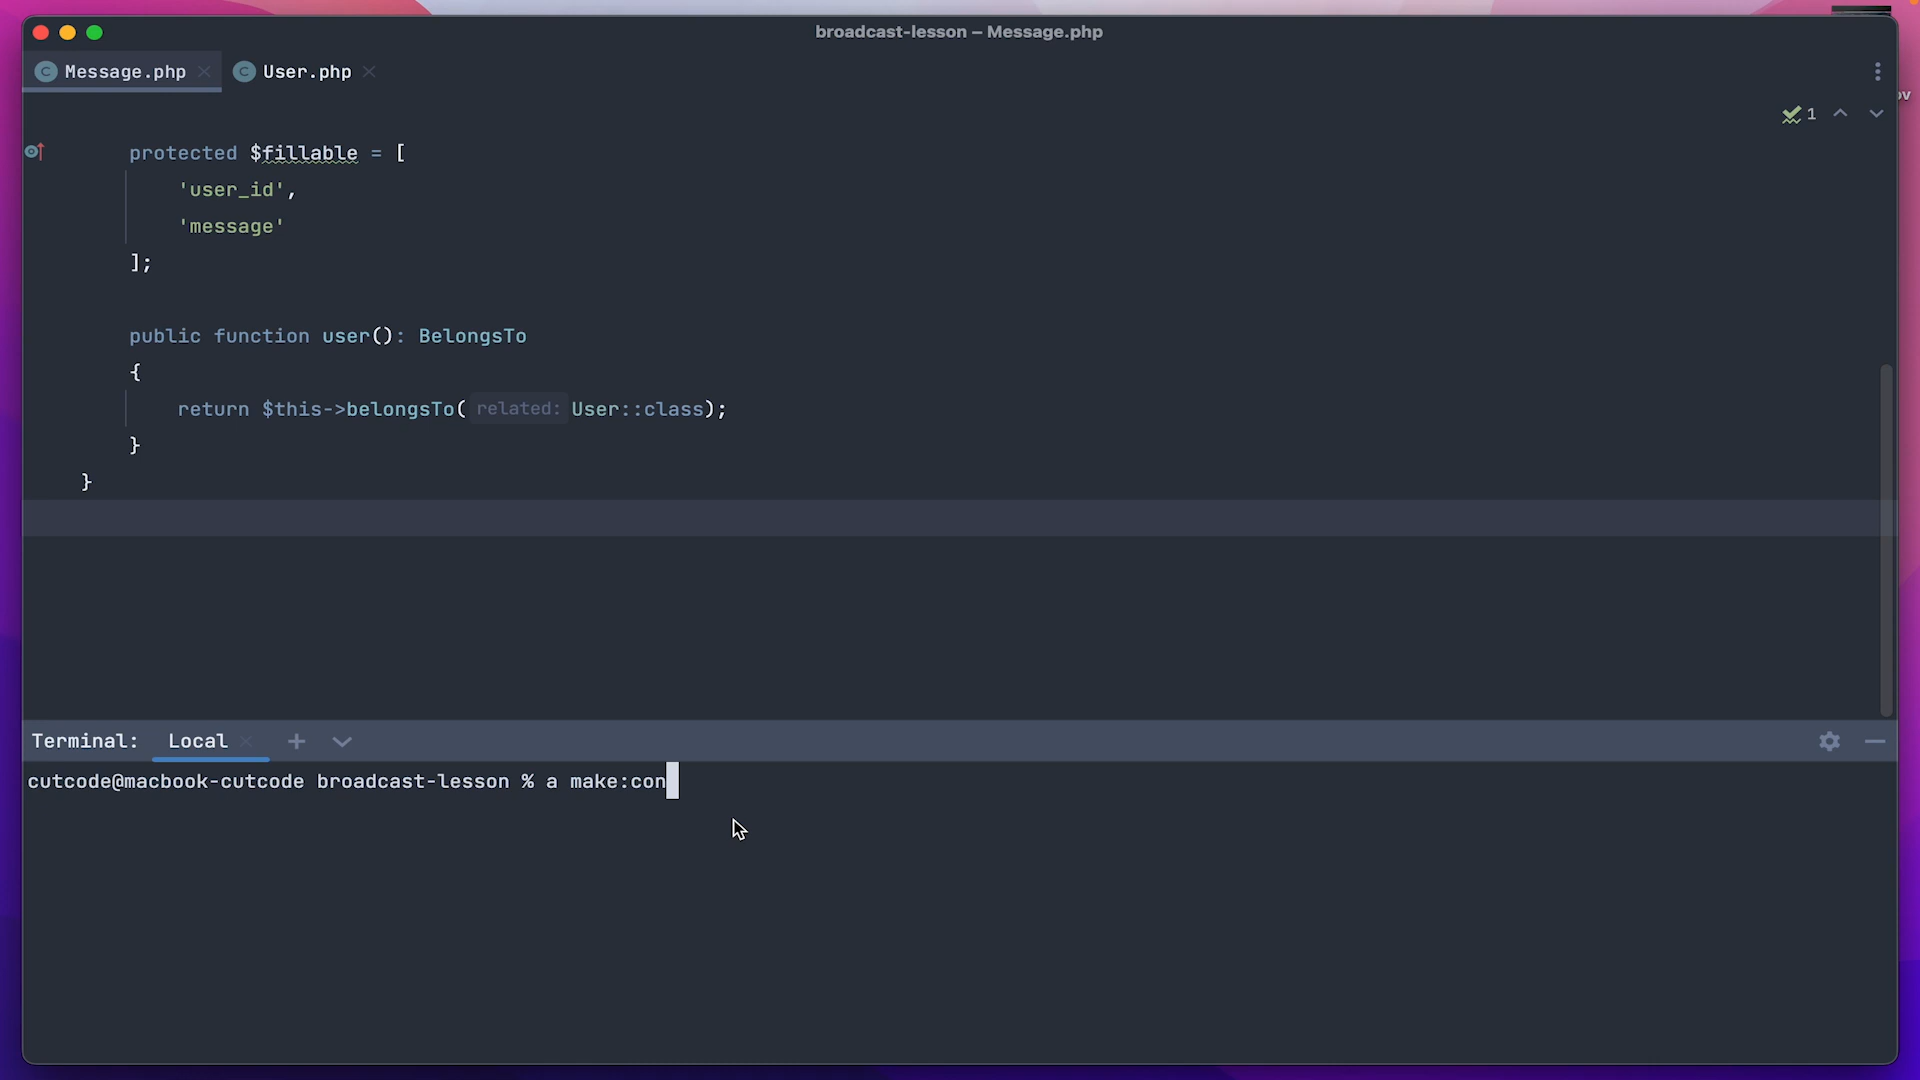 broadcast-lesson – Message.php
Message.php
User.php
ov
1
protected $fillable = [
'user_id',
'message'
];
public function user(): BelongsTo
{
return $this->belongsTo( related: User::class);
}
}
Terminal: Local
cutcode@macbook-cutcode broadcast-lesson % a make:con